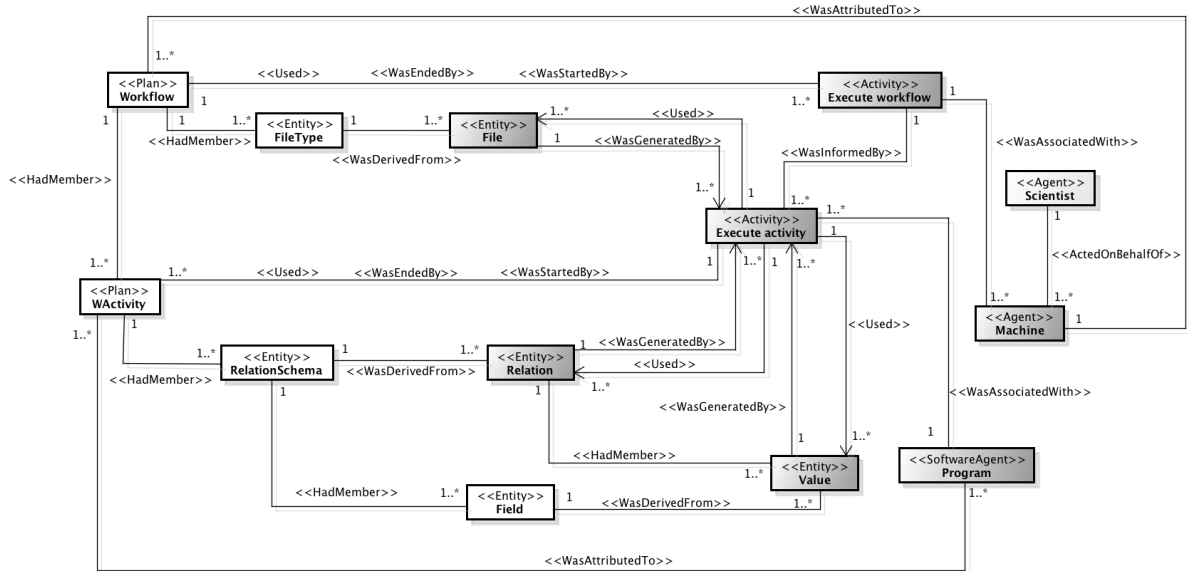 <<WasAttributedTo>>
1..*
<<Plan>>
Workflow
1
1
1
<<Used>>
<<WasEndedBy>>
<<WasStartedBy>>
1..*
<<Activity>>
Execute workflow
1
1
<<HadMember>>
1..*
<<Entity>>
FileType
1
1..*
<<Entity>>
File
1..*
1
<<Used>>
<<WasGeneratedBy>>
<<WasDerivedFrom>>
<<WasInformedBy>>
<<WasAssociatedWith>>
<<HadMember>>
1..*
1
1..*
<<Agent>>
Scientist
1
<<Activity>>
Execute activity
1..*
1
1
1..*
1
1..*
<<ActedOnBehalfOf>>
1..*
1..*
<<Used>>
<<WasEndedBy>>
<<WasStartedBy>>
<<Plan>>
WActivity
1..*
1
1..*
1..*
<<Agent>>
Machine
1
<<Used>>
1..*
<<Entity>>
RelationSchema
1
1
1..*
<<Entity>>
Relation
1
1
1..*
<<WasGeneratedBy>>
<<Used>>
<<HadMember>>
<<WasDerivedFrom>>
<<WasAssociatedWith>>
<<WasGeneratedBy>>
1
1..*
1
<<HadMember>>
1..*
<<Entity>>
Value
1..*
<<SoftwareAgent>>
Program
1..*
<<HadMember>>
1..*
<<Entity>>
Field
1
<<WasDerivedFrom>>
<<WasAttributedTo>>